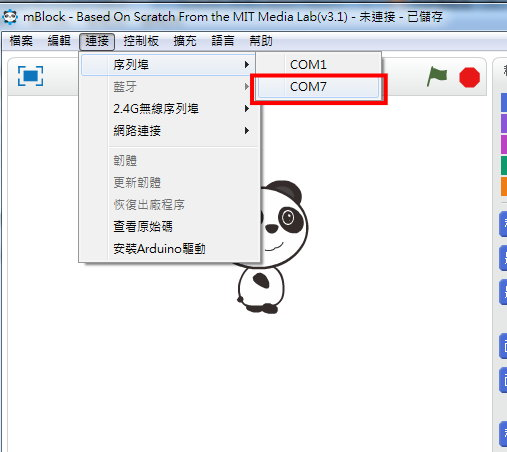 mBlock - Based On Scratch From the MIT Media Lab(v3.1) - 未連接 - 已儲存
檔案 編輯 連接 控制板 擴充 語言 幫助
序列埠 COM1
藍牙 COM7
2.4G無線序列埠
網路連接
韌體
更新韌體
恢復出廠程序
查看原始碼
安裝Arduino驅動